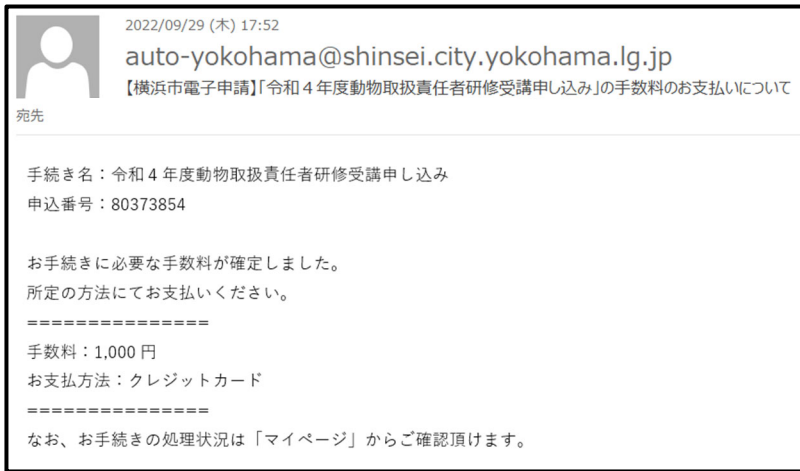 2022/09/29 (木) 17:52
auto-yokohama@shinsei.city.yokohama.lg.jp
【横浜市電子申請】「令和４年度動物取扱責任者研修受講申し込み」の手数料のお支払いについて
宛先
手続き名：令和４年度動物取扱責任者研修受講申し込み
申込番号：80373854
お手続きに必要な手数料が確定しました。
所定の方法にてお支払いください。
===============
手数料：1,000 円
お支払方法：クレジットカード
===============
なお、お手続きの処理状況は「マイページ」からご確認頂けます。